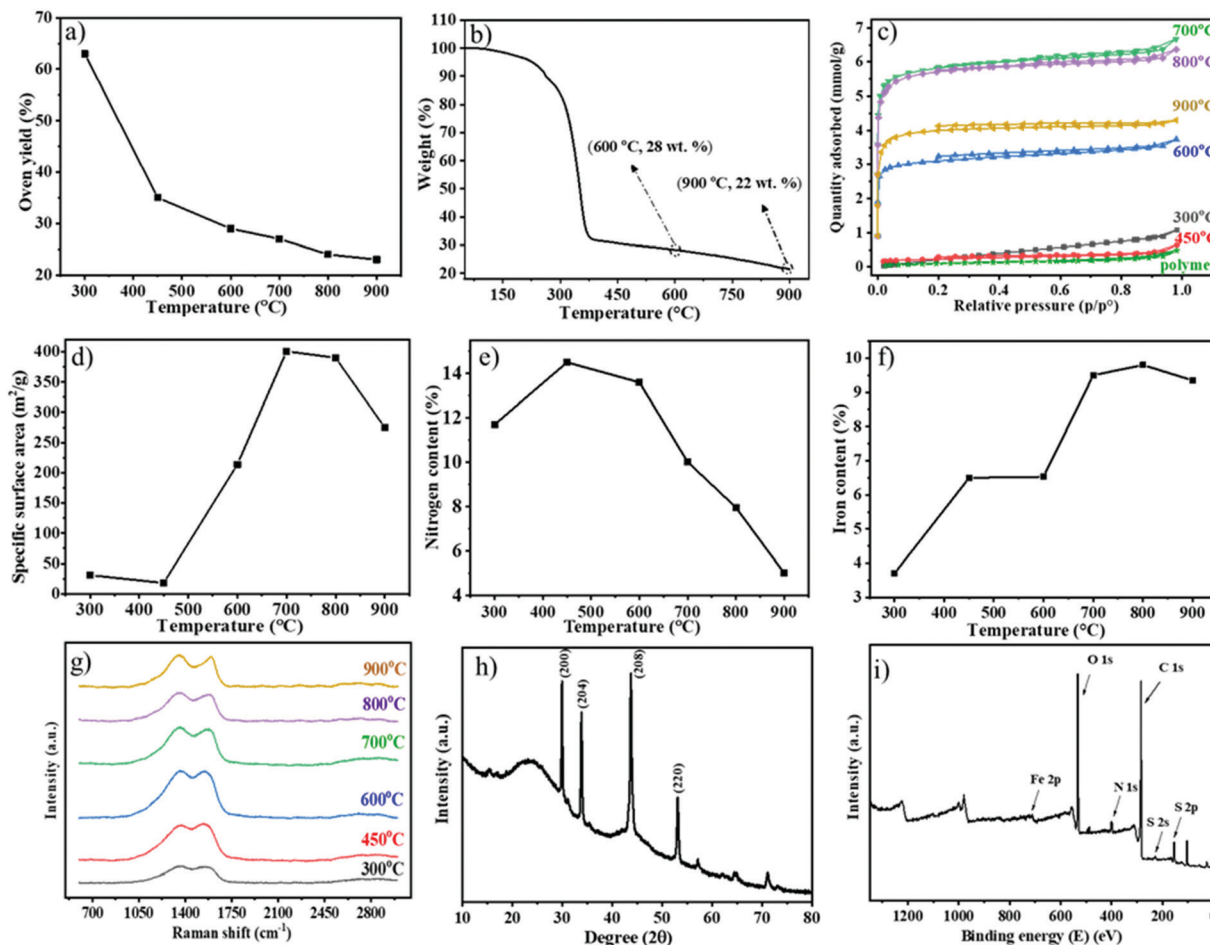 a)
70
60
50
40
30
20
Oven yield (%)
300 400 500 600 700 800 900
Temperature (°C)
b)
110
100
90
80
70
60
50
40
30
20
Weight (%)
(600 °C, 28 wt. %)
(900 °C, 22 wt. %)
150 300 450 600 750 900
Temperature (°C)
c)
7
6
5
4
3
2
1
0
Quantity adsorbed (mmol/g)
700°C
800°C
900°C
600°C
300°C
450°C
polyme
0.0 0.2 0.4 0.6 0.8 1.0
Relative pressure (p/p°)
d)
400
350
300
250
200
150
100
50
0
Specific surface area (m²/g)
300 400 500 600 700 800 900
Temperature (°C)
e)
14
12
10
8
6
4
Nitrogen content (%)
300 400 500 600 700 800 900
Temperature (°C)
f)
10
9
8
7
6
5
4
3
Iron content (%)
300 400 500 600 700 800 900
Temperature (°C)
g)
Intensity (a.u.)
900°C
800°C
700°C
600°C
450°C
300°C
700 1050 1400 1750 2100 2450 2800
Raman shift (cm⁻¹)
h)
Intensity (a.u.)
(200)
(204)
(208)
(220)
10 20 30 40 50 60 70 80
Degree (2θ)
i)
Intensity (a.u.)
O 1s
C 1s
Fe 2p
N 1s
S 2s
S 2p
1200 1000 800 600 400 200 0
Binding energy (E) (eV)